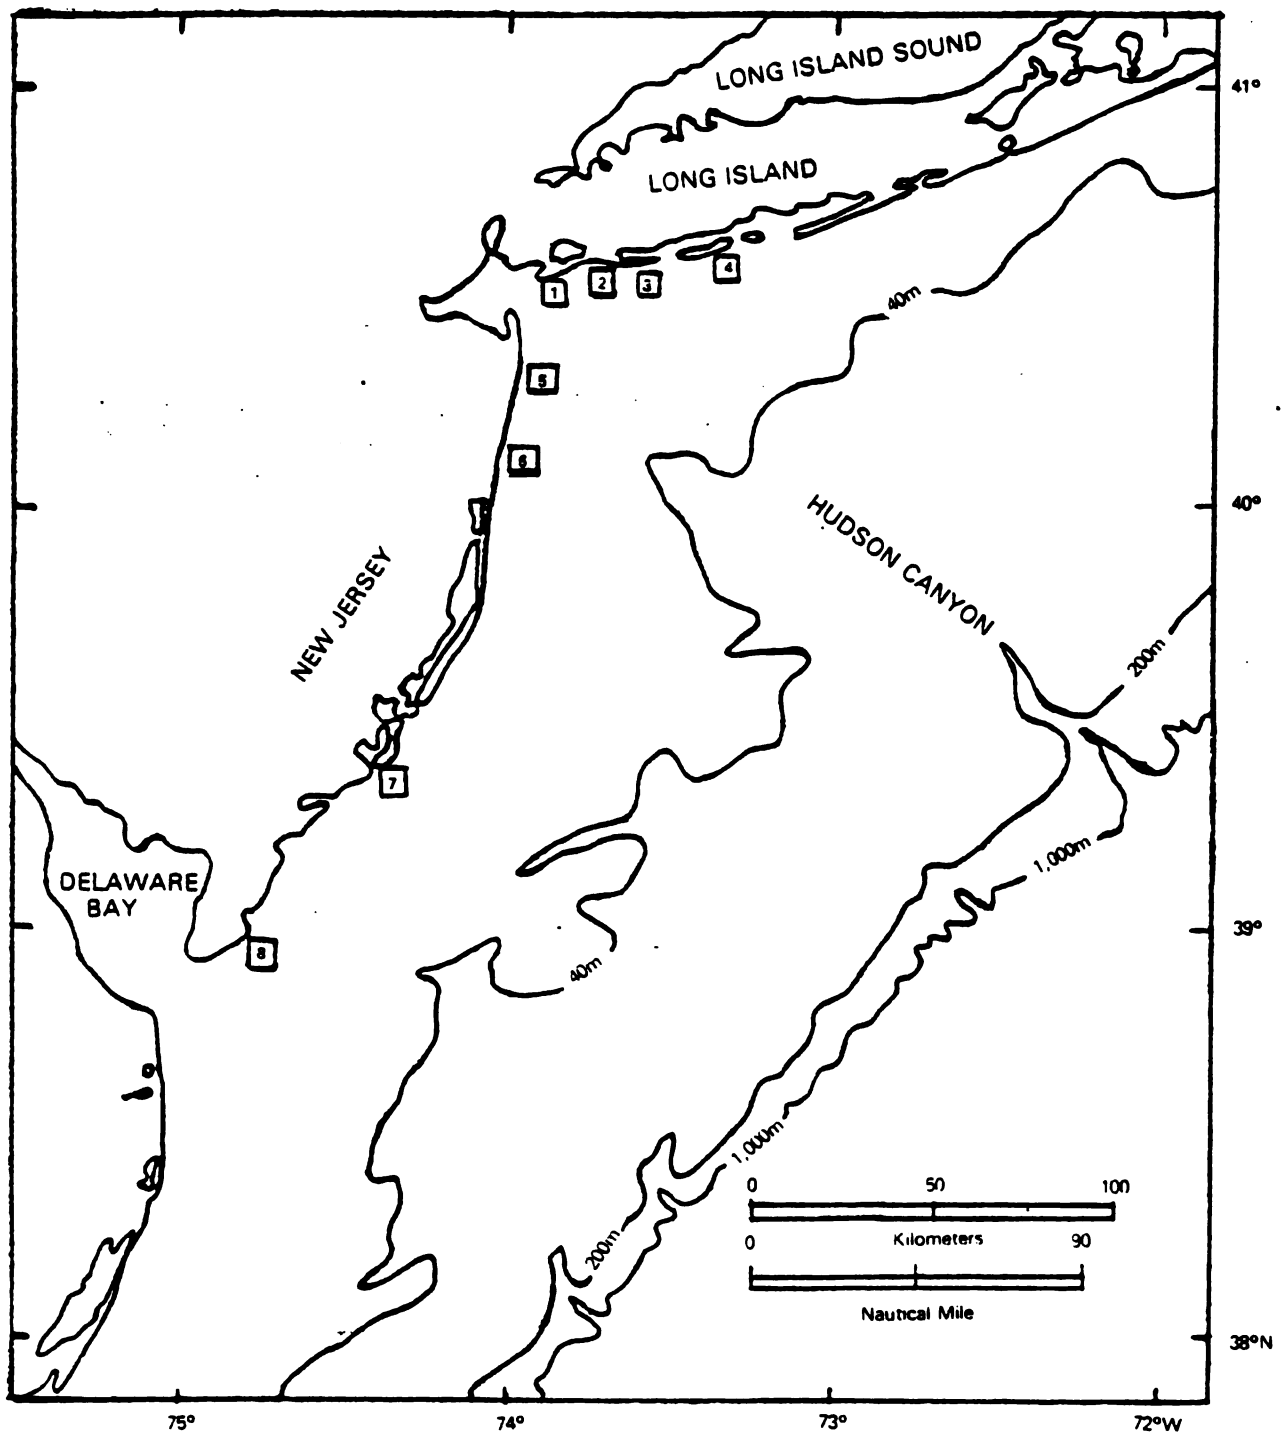 LONG ISLAND SOUND
41°
LONG ISLAND
1
2
3
4
40m
5
6
40°
HUDSON CANYON
NEW JERSEY
200m
7
1,000m
DELAWARE
BAY
39°
8
40m
1,000m
0 50 100
Kilometers
200m
0 90
Nautical Mile
38°N
75° 74° 73° 72°W